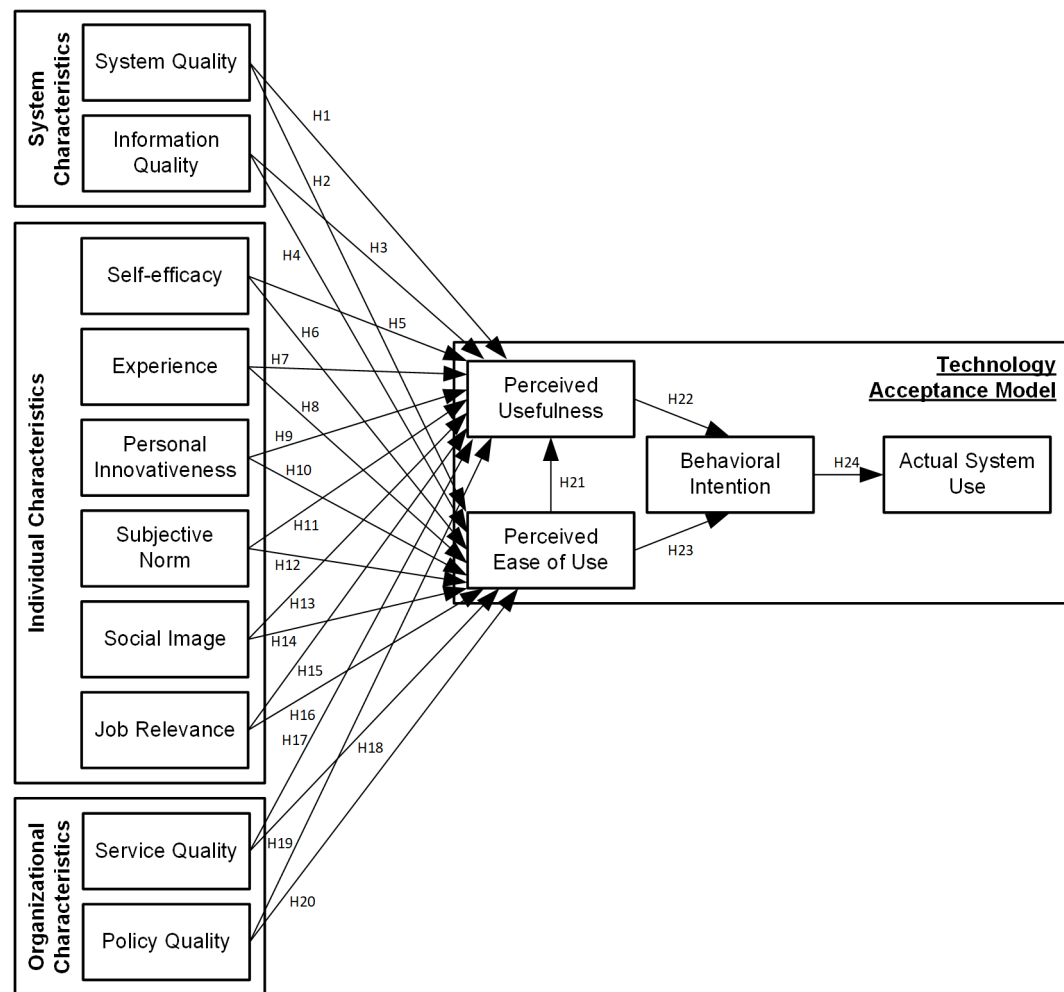 System
Characteristics
System Quality
Information
Quality
Individual Characteristics
Self-efficacy
Experience
Personal
Innovativeness
Subjective
Norm
Social Image
Job Relevance
Organizational
Characteristics
Service Quality
Policy Quality
H1
H2
H3
H4
H5
H6
H7
H8
H9
H10
H11
H12
H13
H14
H15
H16
H17
H18
H19
H20
Technology
Acceptance Model
Perceived
Usefulness
H22
H21
Behavioral
Intention
H24
Actual System
Use
Perceived
Ease of Use
H23